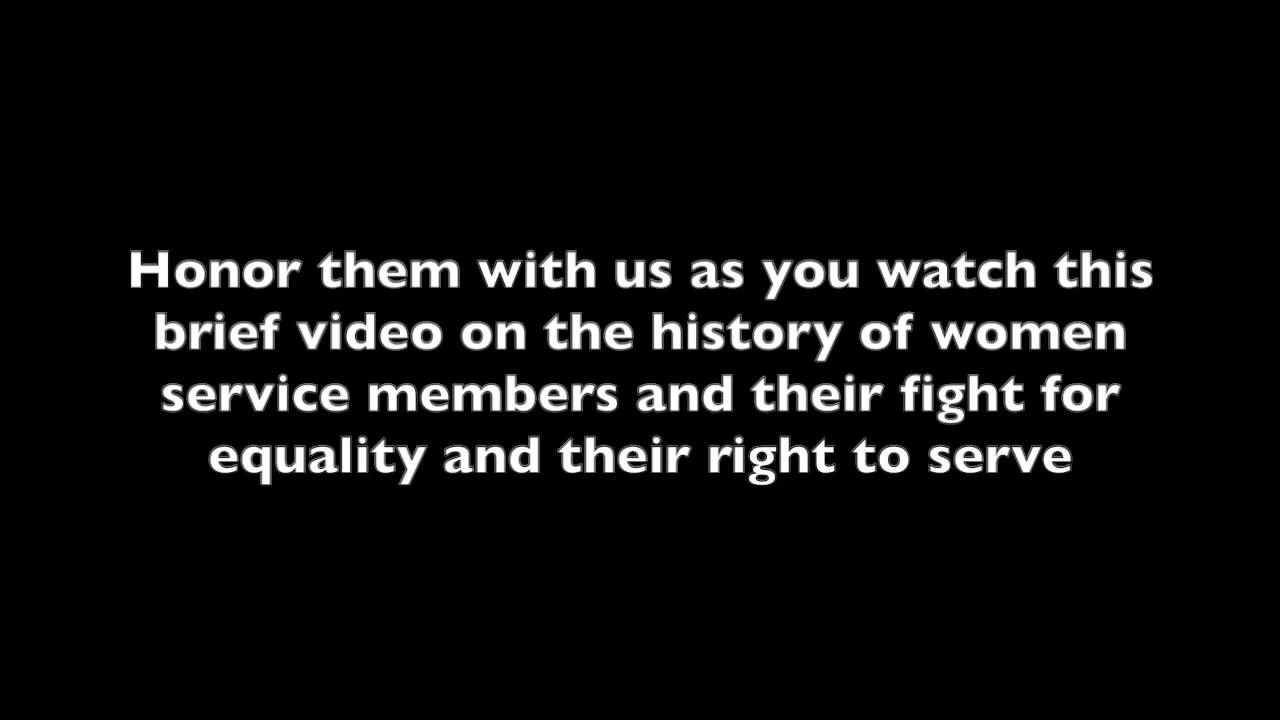 Honor them with us as you watch this
brief video on the history of women
service members and their fight for
equality and their right to serve